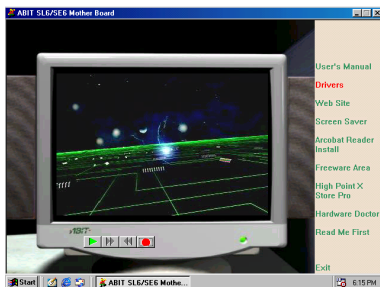 ABIT SL6/SE6 Mother Board
User's Manual
Drivers
Web Site
Screen Saver
Arcobat Reader
Install
Freeware Area
High Point X
Store Pro
Hardware Doctor
Read Me First
Exit
ABIT
Start
ABIT SL6/SE6 Mothe...
6:15 PM